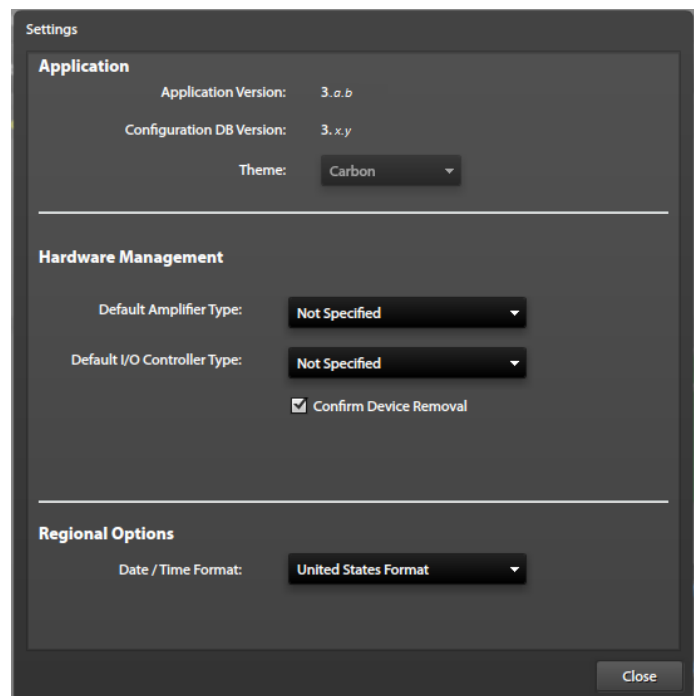 Settings
Application
Application Version: 3.a.b
Configuration DB Version: 3. x.y
Theme: Carbon
Hardware Management
Default Amplifier Type: Not Specified
Default I/O Controller Type: Not Specified
Confirm Device Removal
Regional Options
Date / Time Format: United States Format
Close